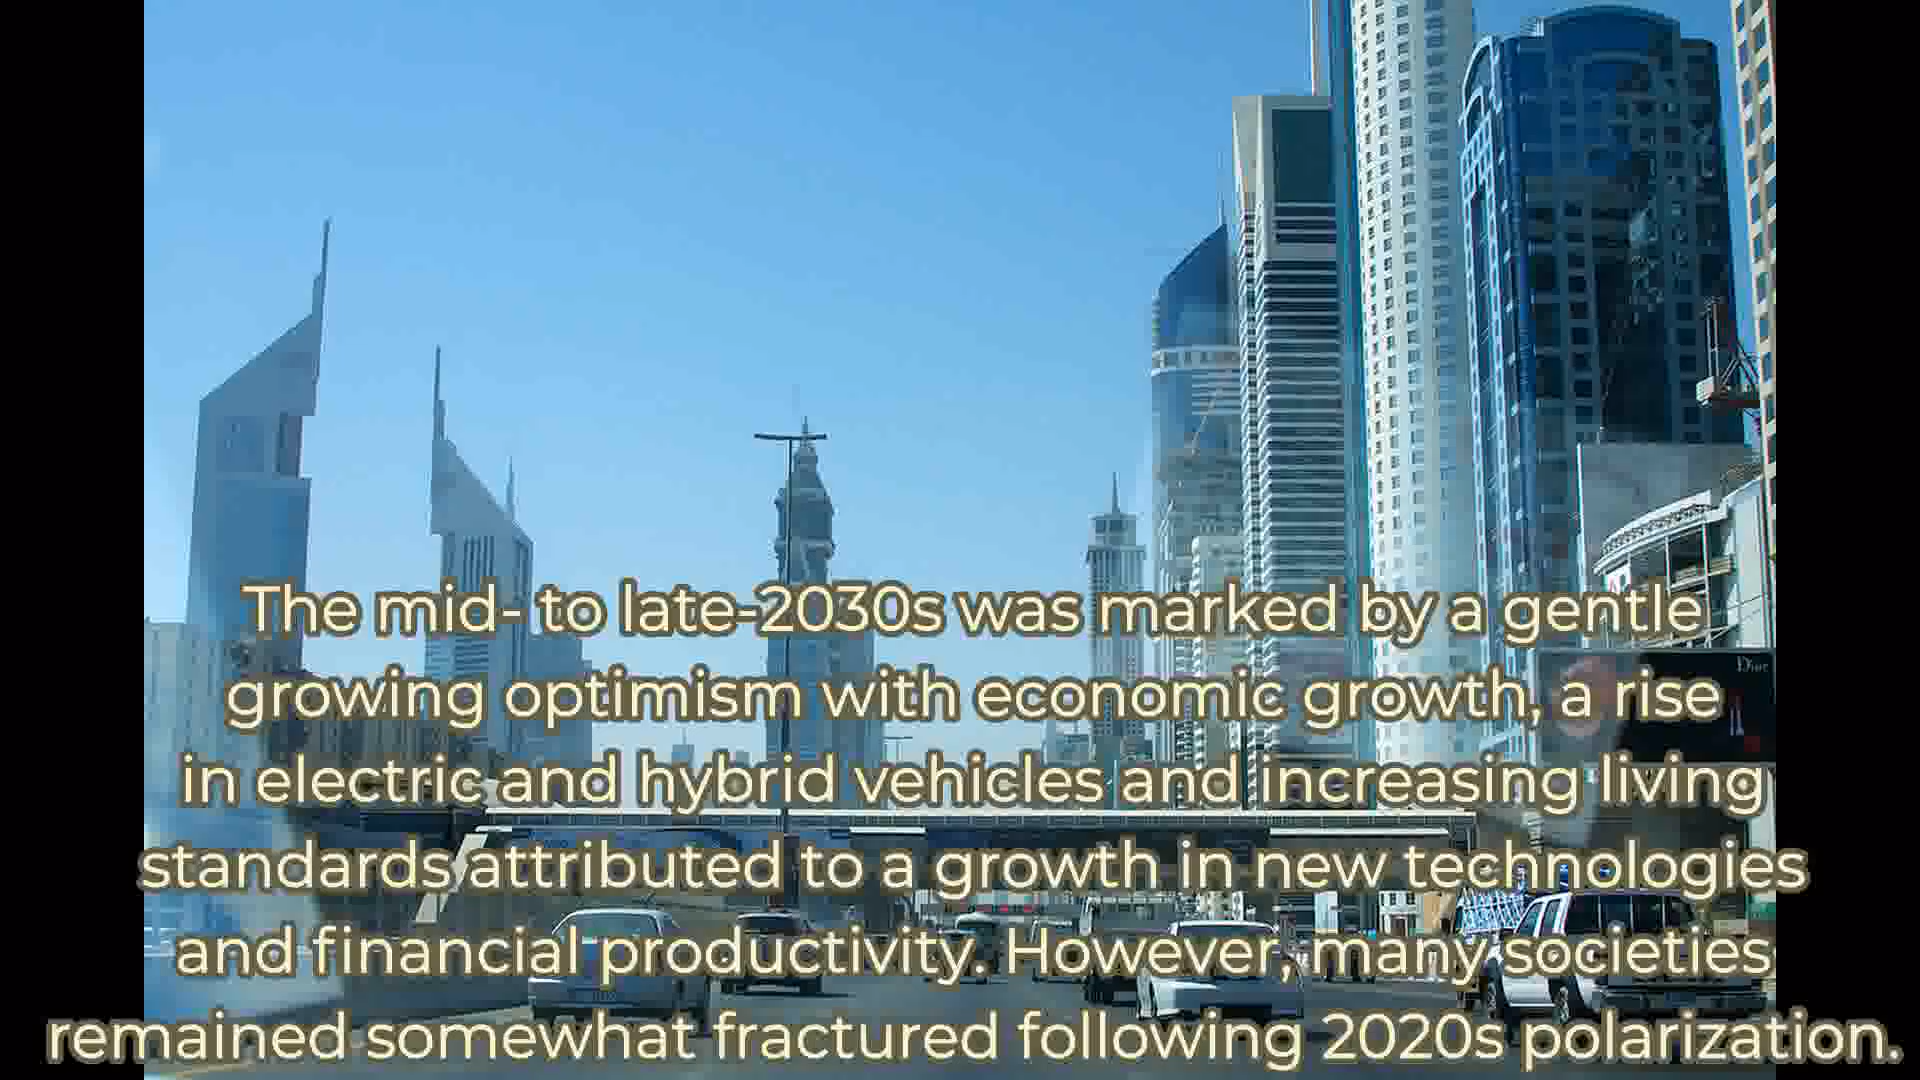 The mid- to late-2030s was marked by a gentle
growing optimism with economic growth, a rise
in electric and hybrid vehicles and increasing living
standards attributed to a growth in new technologies
and financial productivity. However, many societies
remained somewhat fractured following 2020s polarization.
Dior